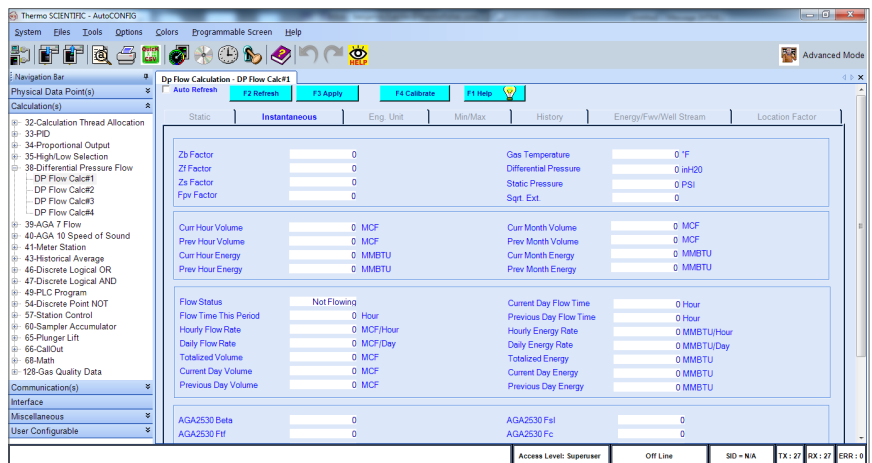 Thermo SCIENTIFIC - AutoCONFIG
System Files Tools Options Colors Programmable Screen Help
Quick CSV
HELP
Advanced Mode
Navigation Bar
Physical Data Point(s)
Calculation(s)
32-Calculation Thread Allocation
33-PID
34-Proportional Output
35-High/Low Selection
38-Differential Pressure Flow
DP Flow Calc#1
DP Flow Calc#2
DP Flow Calc#3
DP Flow Calc#4
39-AGA 7 Flow
40-AGA 10 Speed of Sound
41-Meter Station
43-Historical Average
46-Discrete Logical OR
47-Discrete Logical AND
49-PLC Program
54-Discrete Point NOT
57-Station Control
60-Sampler Accumulator
65-Plunger Lift
66-CallOut
68-Math
128-Gas Quality Data
Communication(s)
Interface
Miscellaneous
User Configurable
Dp Flow Calculation - DP Flow Calc#1
Auto Refresh F2 Refresh F3 Apply F4 Calibrate F1 Help
Static Instantaneous Eng. Unit Min/Max History Energy/Fwv/Well Stream Location Factor
Zb Factor 0 Gas Temperature 0 °F
Zf Factor 0 Differential Pressure 0 inH20
Zs Factor 0 Static Pressure 0 PSI
Fpv Factor 0 Sqrt. Ext. 0
Curr Hour Volume 0 MCF Curr Month Volume 0 MCF
Prev Hour Volume 0 MCF Prev Month Volume 0 MCF
Curr Hour Energy 0 MMBTU Curr Month Energy 0 MMBTU
Prev Hour Energy 0 MMBTU Prev Month Energy 0 MMBTU
Flow Status Not Flowing Current Day Flow Time 0 Hour
Flow Time This Period 0 Hour Previous Day Flow Time 0 Hour
Hourly Flow Rate 0 MCF/Hour Hourly Energy Rate 0 MMBTU/Hour
Daily Flow Rate 0 MCF/Day Daily Energy Rate 0 MMBTU/Day
Totalized Volume 0 MCF Totalized Energy 0 MMBTU
Current Day Volume 0 MCF Current Day Energy 0 MMBTU
Previous Day Volume 0 MCF Previous Day Energy 0 MMBTU
AGA2530 Beta 0 AGA2530 Fsl 0
AGA2530 Ftf 0 AGA2530 Fc 0
Access Level: Superuser Off Line SID = N/A TX : 27 RX : 27 ERR : 0